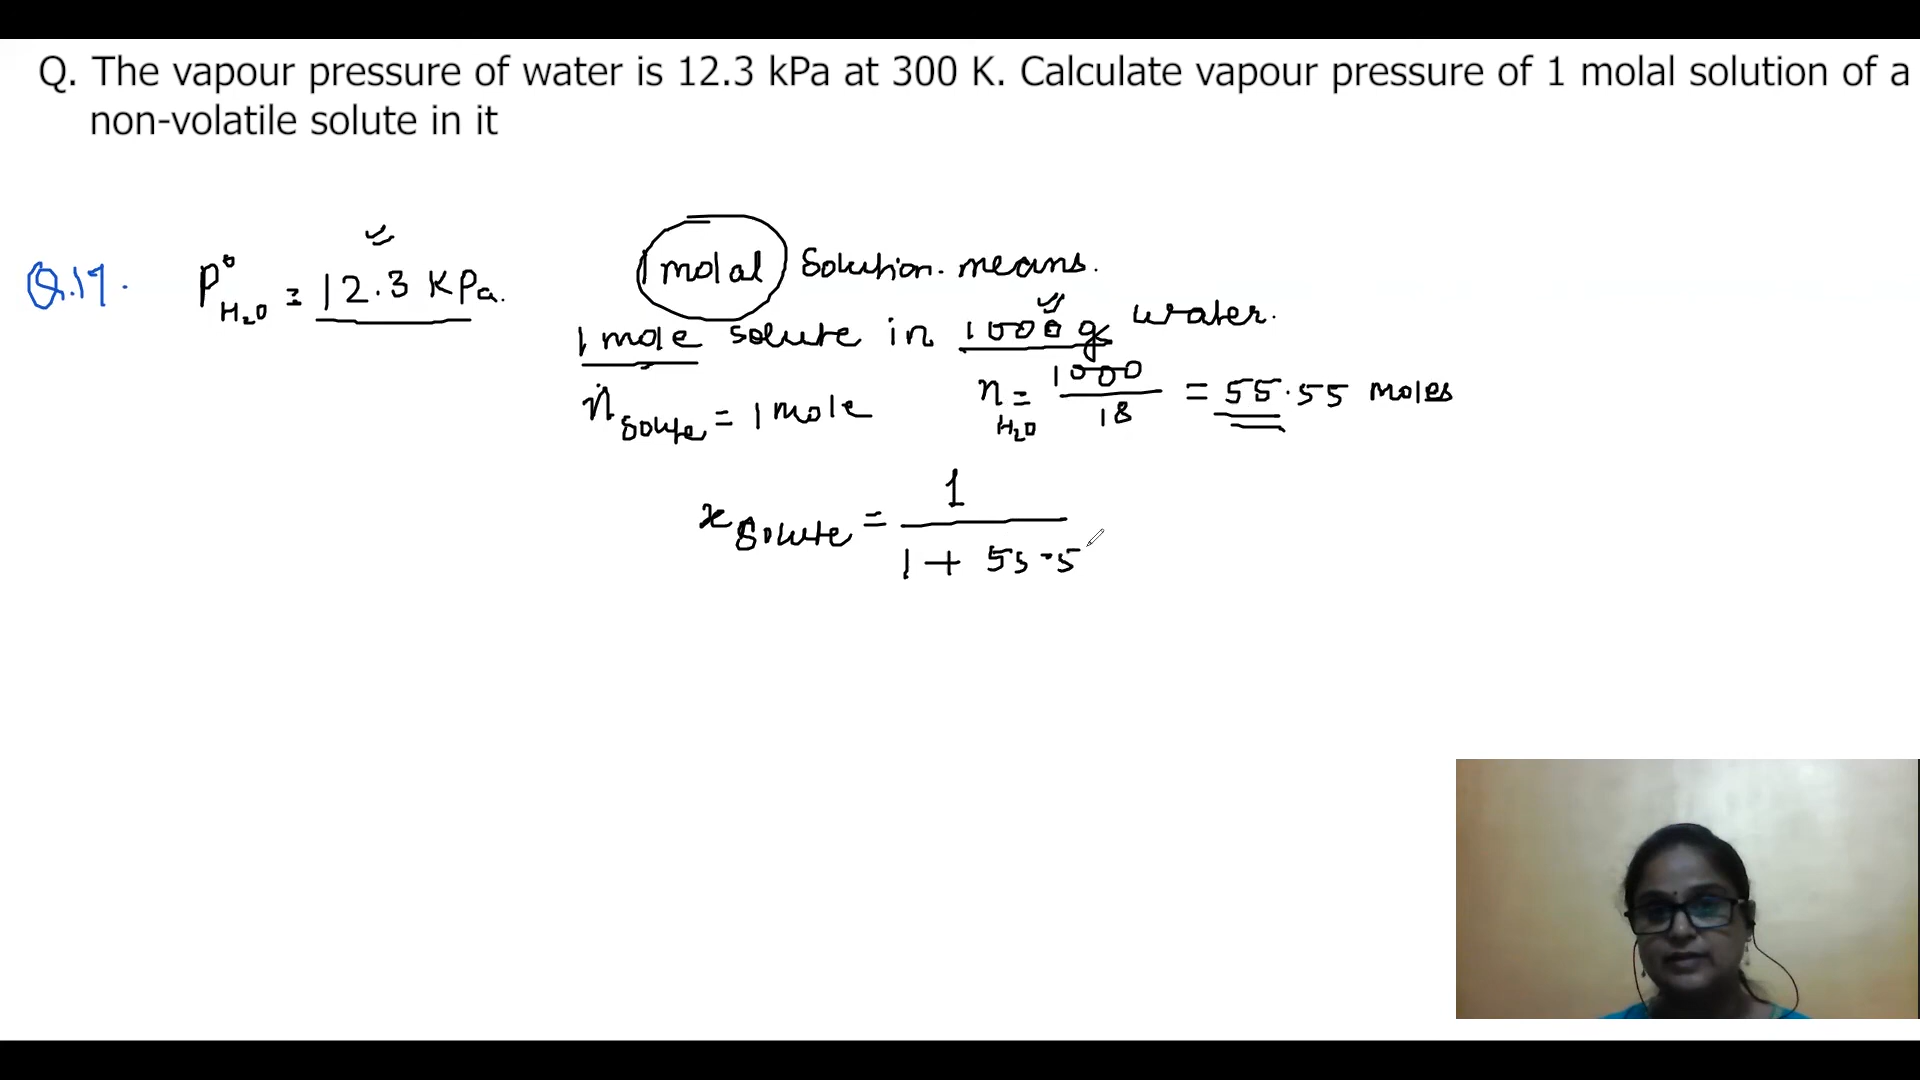 Q. The vapour pressure of water is 12.3 kPa at 300 K. Calculate vapour pressure of 1 molal solution of a
non-volatile solute in it
Q.17. P°H₂O = 12.3 KPa. 1 molal Solution. means.
1 mole solute in 1000 g water.
n solute = 1 mole n H₂O = 1000/18 = 55.55 moles
x solute = 1/(1 + 55.5